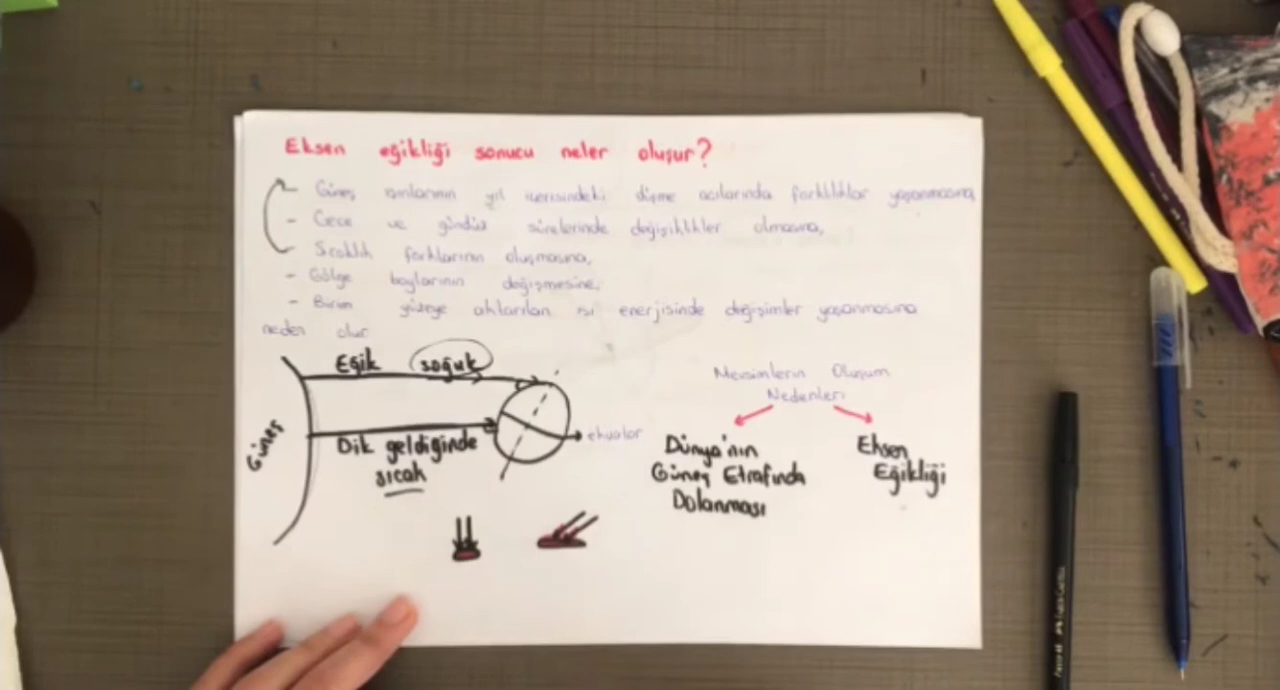 Eksen eğikliği sonucu neler oluşur?
- Güneş ışınlarının yıl içerisindeki düşme açılarında farklılıklar yaşanmasına,
- Gece ve gündüz sürelerinde değişiklikler olmasına,
- Sıcaklık farklarının oluşmasına,
- Gölge boylarının değişmesine,
- Birim yüzeye aktarılan ısı enerjisinde değişimler yaşanmasına
neden olur
Eğik soğuk
Güneş
Dik geldiğinde
sıcak
ekvator
Mevsimlerin Oluşum
Nedenleri
Dünya'nın
Güneş Etrafında
Dolanması
Eksen
Eğikliği